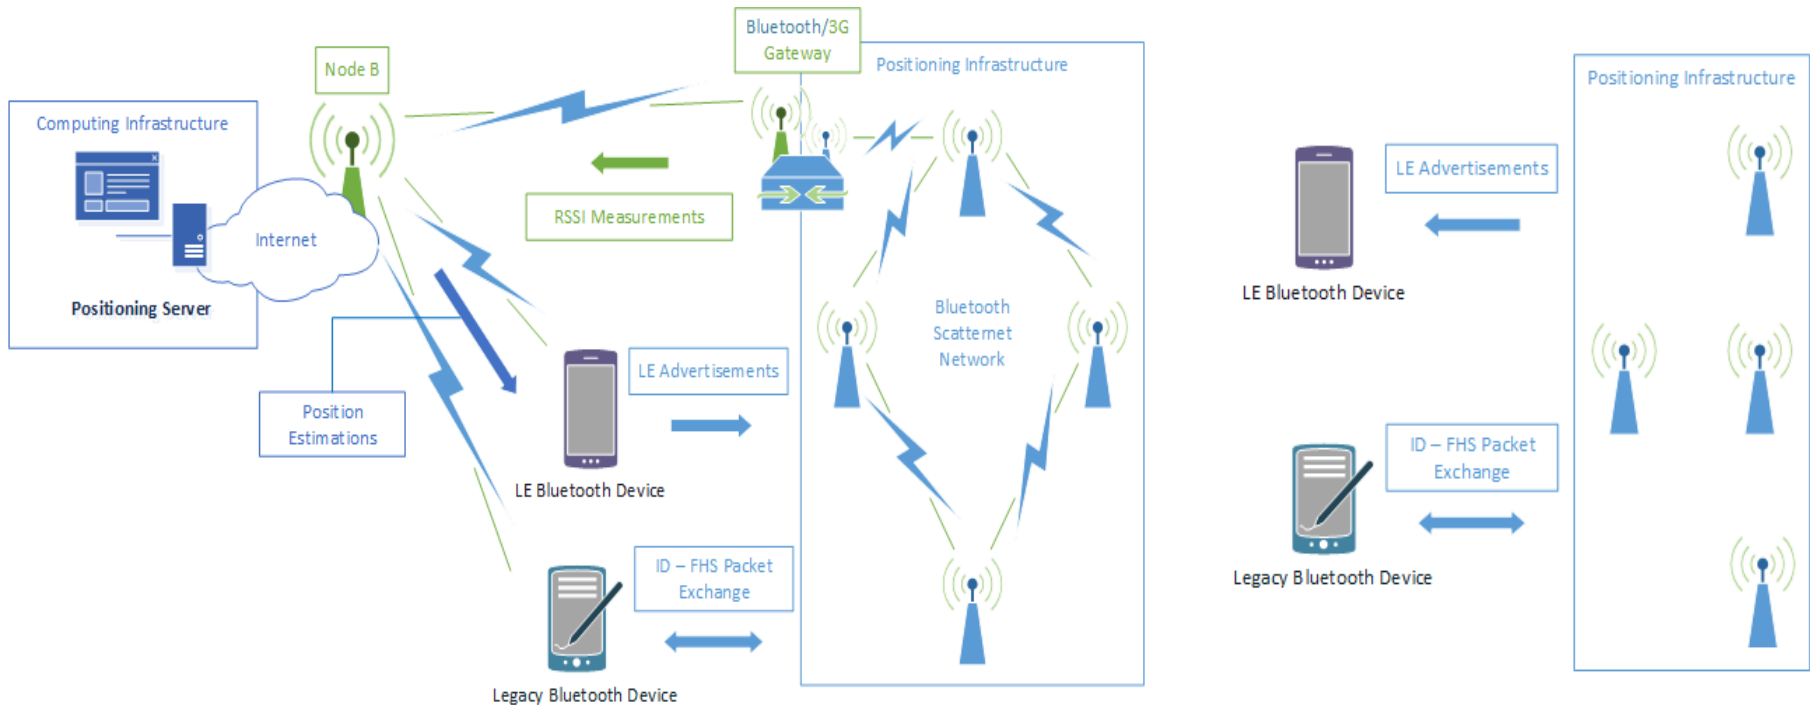 Bluetooth/3G
Gateway
Node B
Positioning Infrastructure
Computing Infrastructure
RSSI Measurements
Internet
Positioning Server
Bluetooth
Scatternet
Network
LE Advertisements
Position
Estimations
LE Bluetooth Device
ID – FHS Packet
Exchange
Legacy Bluetooth Device
Positioning Infrastructure
LE Advertisements
LE Bluetooth Device
ID – FHS Packet
Exchange
Legacy Bluetooth Device